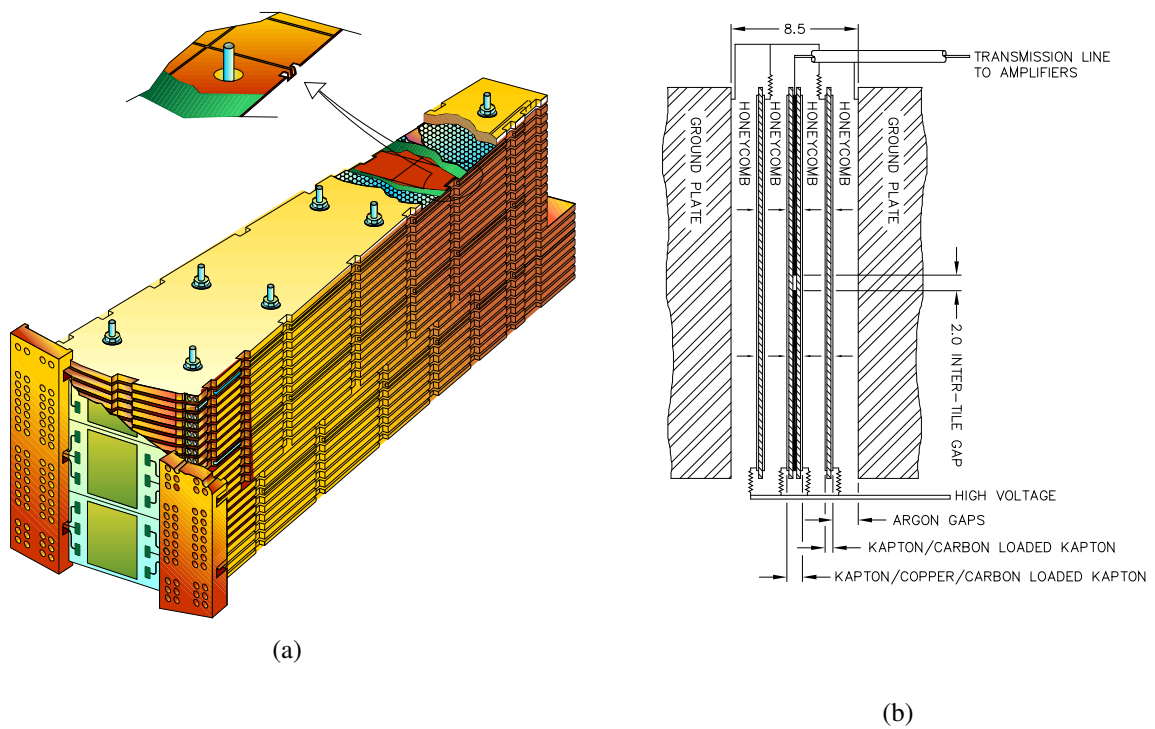 8.5
TRANSMISSION LINE
TO AMPLIFIERS
GROUND PLATE
HONEYCOMB
HONEYCOMB
HONEYCOMB
HONEYCOMB
GROUND PLATE
2.0 INTER-TILE GAP
HIGH VOLTAGE
ARGON GAPS
KAPTON/CARBON LOADED KAPTON
KAPTON/COPPER/CARBON LOADED KAPTON
(a)
(b)